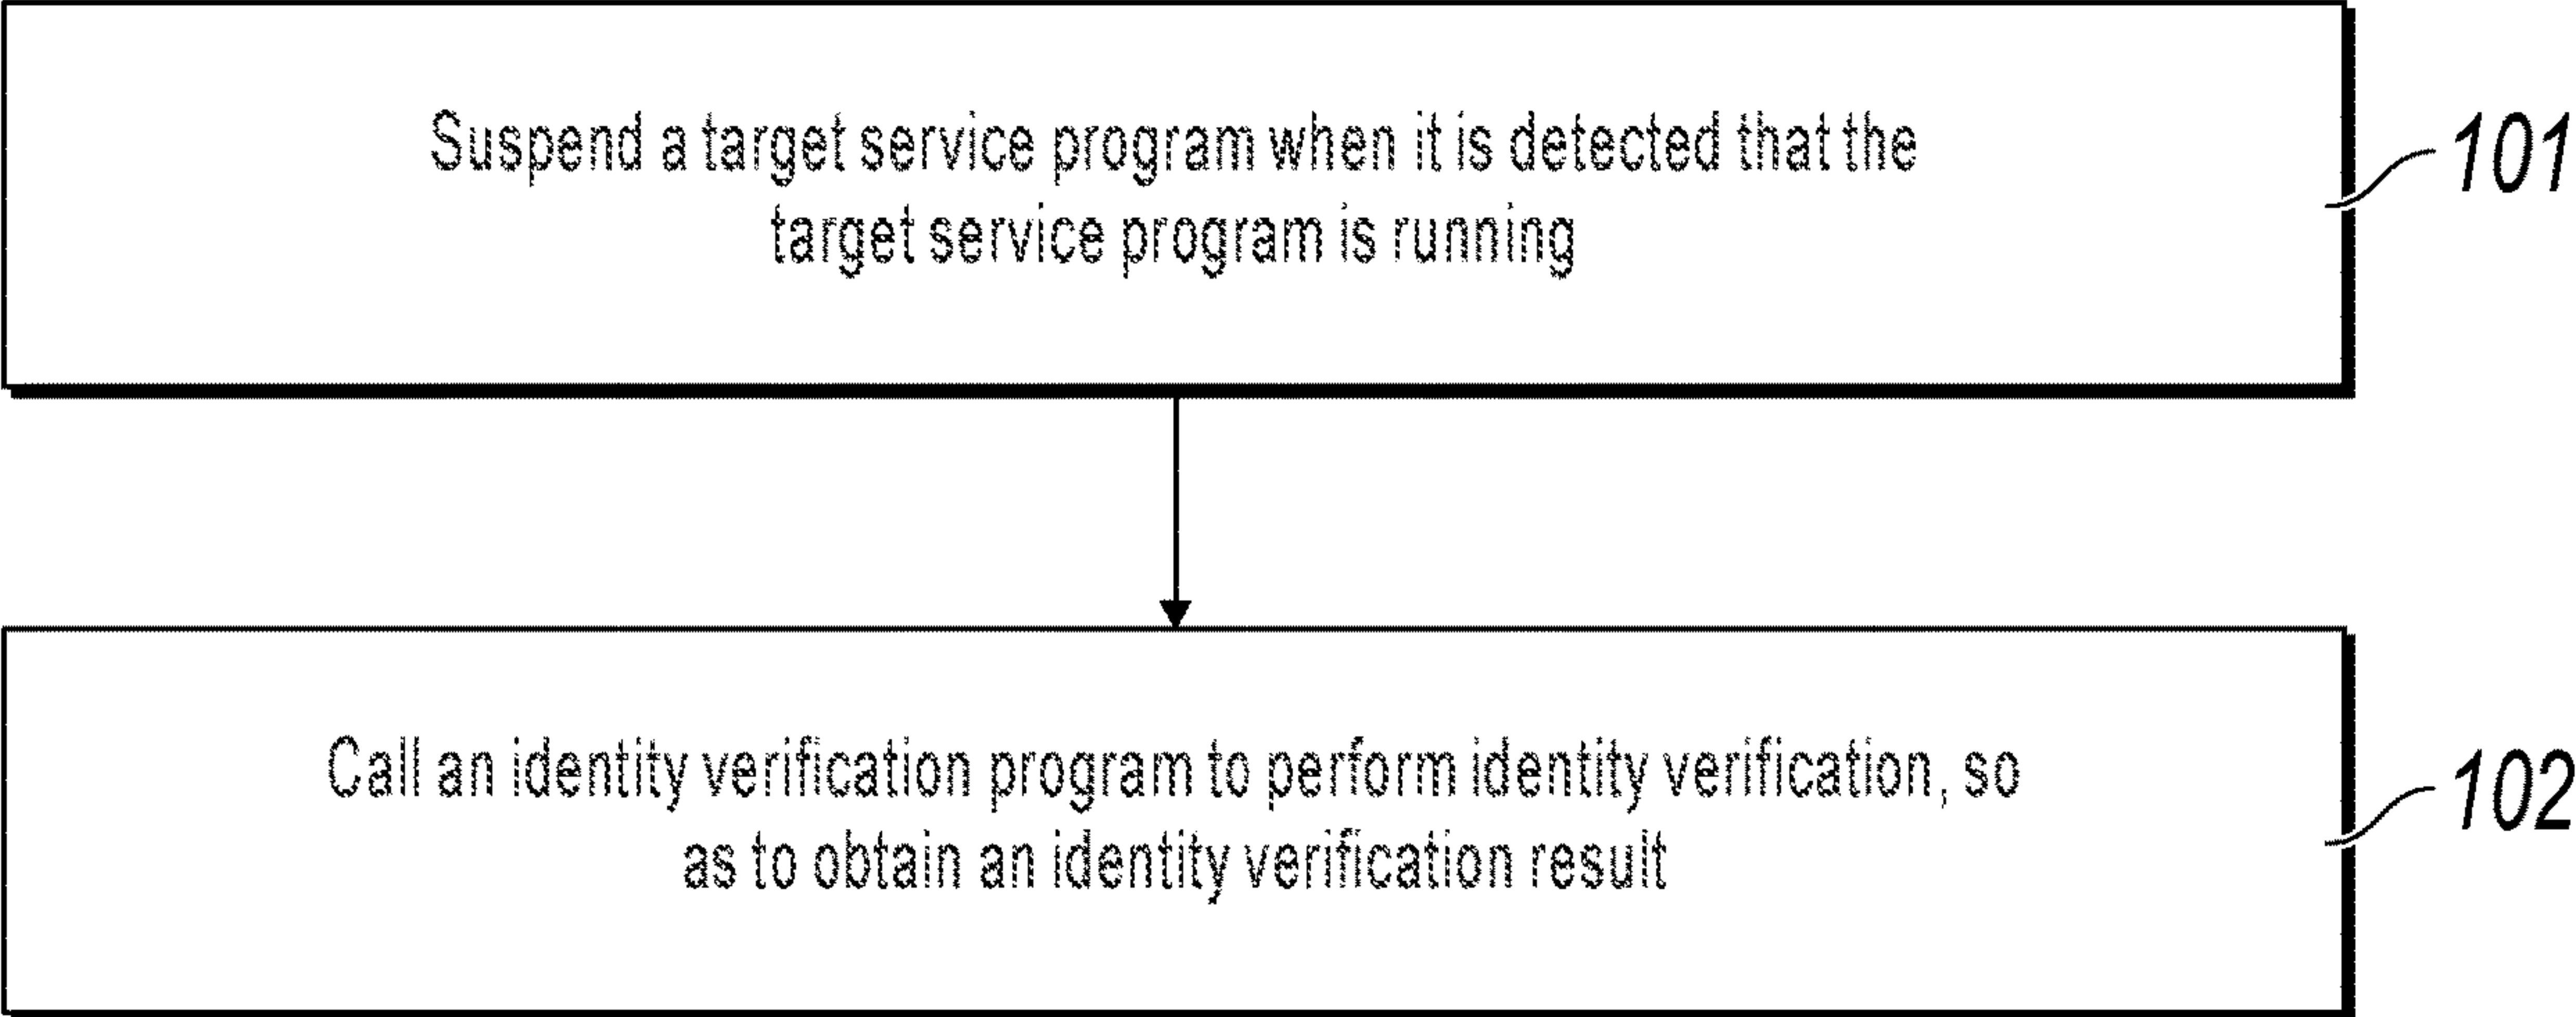 Suspend a target service program when it is detected that the
target service program is running
101
Call an identity verification program to perform identity verification, so
as to obtain an identity verification result
102